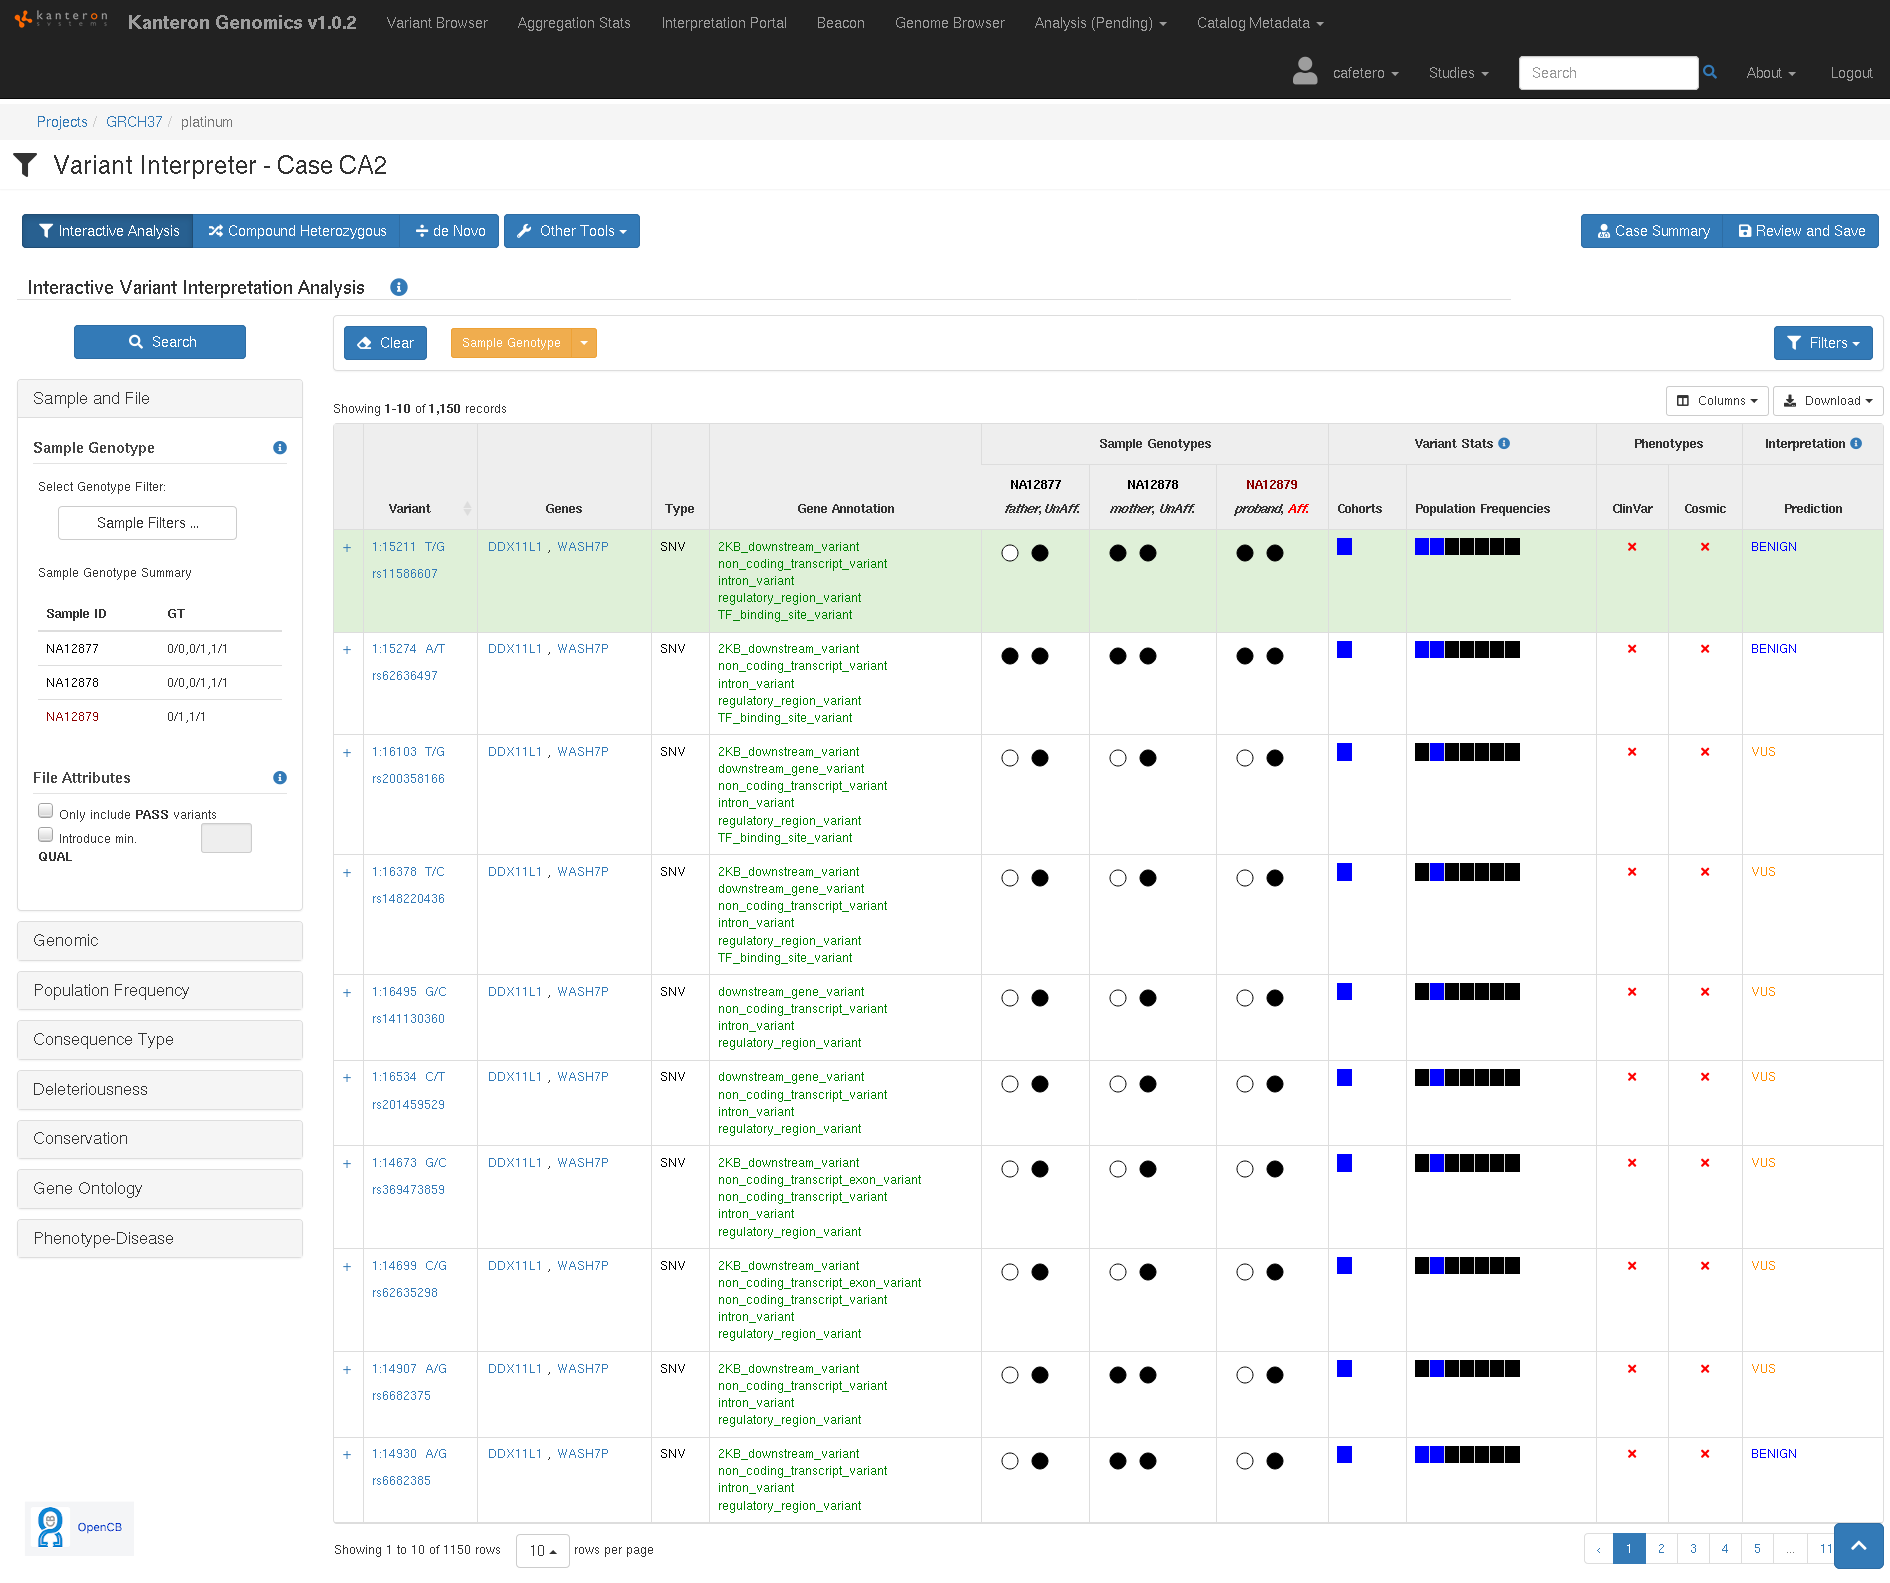 kanteron
systems
Kanteron Genomics v1.0.2
Variant Browser
Aggregation Stats
Interpretation Portal
Beacon
Genome Browser
Analysis (Pending)
Catalog Metadata
cafetero
Studies
Search
About
Logout
Projects / GRCH37 / platinum
Variant Interpreter - Case CA2
Interactive Analysis
Compound Heterozygous
de Novo
Other Tools
Case Summary
Review and Save
Interactive Variant Interpretation Analysis
Search
Sample and File
Sample Genotype
Select Genotype Filter:
Sample Filters ...
Sample Genotype Summary
Sample ID GT
NA12877 0/0,0/1,1/1
NA12878 0/0,0/1,1/1
NA12879 0/1,1/1
File Attributes
Only include PASS variants
Introduce min.
QUAL
Genomic
Population Frequency
Consequence Type
Deleteriousness
Conservation
Gene Ontology
Phenotype-Disease
OpenCB
Clear
Sample Genotype
Filters
Showing 1-10 of 1,150 records
Columns
Download
Sample Genotypes Variant Stats Phenotypes Interpretation
NA12877 NA12878 NA12879
Variant Genes Type Gene Annotation father, UnAff. mother, UnAff. proband, Aff. Cohorts Population Frequencies ClinVar Cosmic Prediction
+ 1:15211 T/G DDX11L1 , WASH7P SNV 2KB_downstream_variant BENIGN
rs11586607 non_coding_transcript_variant
intron_variant
regulatory_region_variant
TF_binding_site_variant
+ 1:15274 A/T DDX11L1 , WASH7P SNV 2KB_downstream_variant BENIGN
rs62636497 non_coding_transcript_variant
intron_variant
regulatory_region_variant
TF_binding_site_variant
+ 1:16103 T/G DDX11L1 , WASH7P SNV 2KB_downstream_variant VUS
rs200358166 downstream_gene_variant
non_coding_transcript_variant
intron_variant
regulatory_region_variant
TF_binding_site_variant
+ 1:16378 T/C DDX11L1 , WASH7P SNV 2KB_downstream_variant VUS
rs148220436 downstream_gene_variant
non_coding_transcript_variant
intron_variant
regulatory_region_variant
TF_binding_site_variant
+ 1:16495 G/C DDX11L1 , WASH7P SNV downstream_gene_variant VUS
rs141130360 non_coding_transcript_variant
intron_variant
regulatory_region_variant
+ 1:16534 C/T DDX11L1 , WASH7P SNV downstream_gene_variant VUS
rs201459529 non_coding_transcript_variant
intron_variant
regulatory_region_variant
+ 1:14673 G/C DDX11L1 , WASH7P SNV 2KB_downstream_variant VUS
rs369473859 non_coding_transcript_exon_variant
non_coding_transcript_variant
intron_variant
regulatory_region_variant
+ 1:14699 C/G DDX11L1 , WASH7P SNV 2KB_downstream_variant VUS
rs62635298 non_coding_transcript_exon_variant
non_coding_transcript_variant
intron_variant
regulatory_region_variant
+ 1:14907 A/G DDX11L1 , WASH7P SNV 2KB_downstream_variant VUS
rs6682375 non_coding_transcript_variant
intron_variant
regulatory_region_variant
+ 1:14930 A/G DDX11L1 , WASH7P SNV 2KB_downstream_variant BENIGN
rs6682385 non_coding_transcript_variant
intron_variant
regulatory_region_variant
Showing 1 to 10 of 1150 rows 10 rows per page
‹ 1 2 3 4 5 ... 11